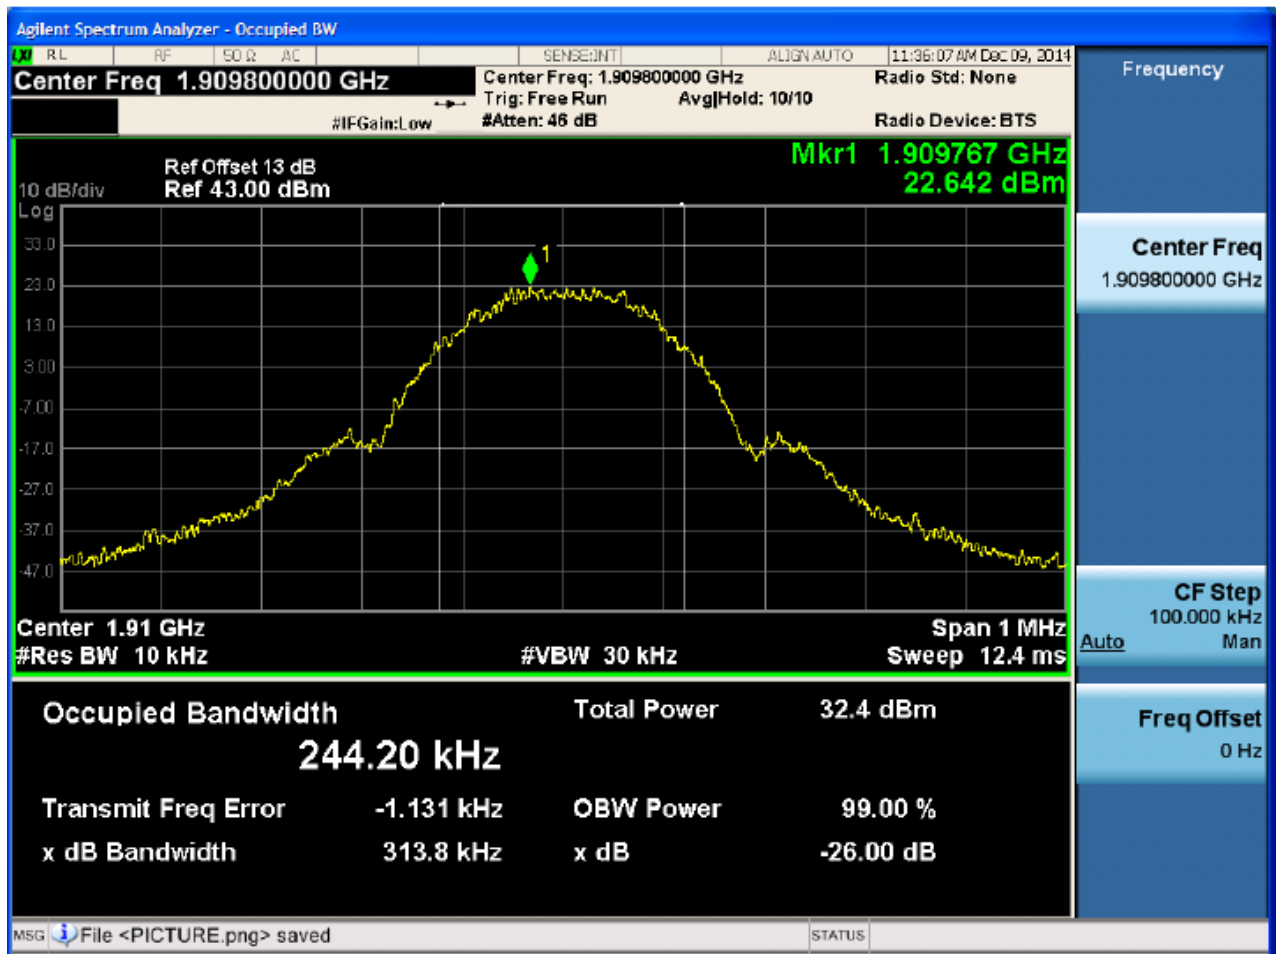 Agilent Spectrum Analyzer - Occupied BW
LXI RL RF 50 Ω AC SENSE:INT ALIGN AUTO 11:36:07 AM Dec 09, 2014
Center Freq 1.909800000 GHz
Center Freq: 1.909800000 GHz Radio Std: None
Trig: Free Run Avg|Hold: 10/10
#IFGain:Low #Atten: 46 dB Radio Device: BTS
Mkr1 1.909767 GHz
22.642 dBm
Ref Offset 13 dB
10 dB/div Ref 43.00 dBm
Log
1
33.0
23.0
13.0
3.00
-7.00
-17.0
-27.0
-37.0
-47.0
Center 1.91 GHz Span 1 MHz
#Res BW 10 kHz #VBW 30 kHz Sweep 12.4 ms
Occupied Bandwidth Total Power 32.4 dBm
244.20 kHz
Transmit Freq Error -1.131 kHz OBW Power 99.00 %
x dB Bandwidth 313.8 kHz x dB -26.00 dB
MSG File <PICTURE.png> saved STATUS
Frequency
Center Freq
1.909800000 GHz
CF Step
100.000 kHz
Auto Man
Freq Offset
0 Hz